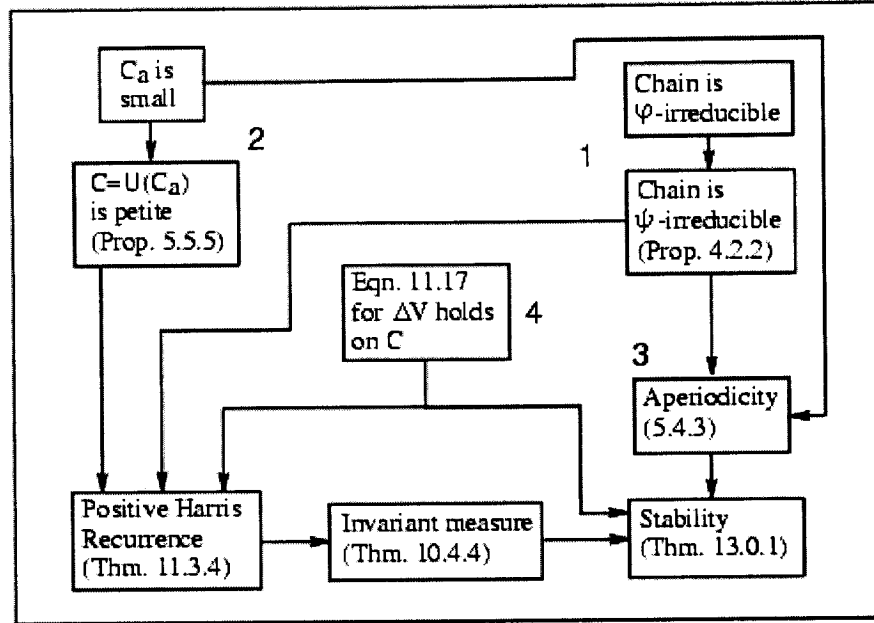 Ca is
small
2
C=U(Ca)
is petite
(Prop. 5.5.5)
Chain is
φ-irreducible
1
Chain is
ψ-irreducible
(Prop. 4.2.2)
Eqn. 11.17
for ΔV holds
on C
4
3
Aperiodicity
(5.4.3)
Positive Harris
Recurrence
(Thm. 11.3.4)
Invariant measure
(Thm. 10.4.4)
Stability
(Thm. 13.0.1)